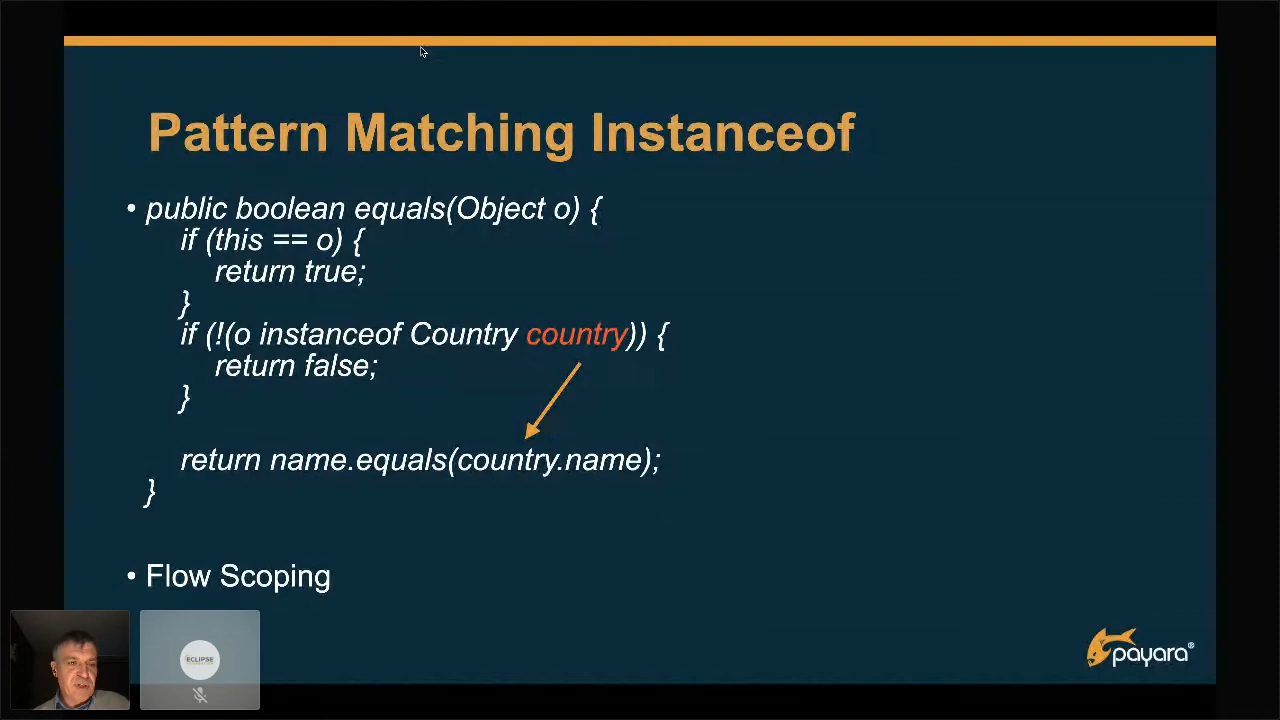 Pattern Matching Instanceof
• public boolean equals(Object o) {
if (this == o) {
return true;
}
if (!(o instanceof Country country)) {
return false;
}
return name.equals(country.name);
}
• Flow Scoping
ECLIPSE
payara®